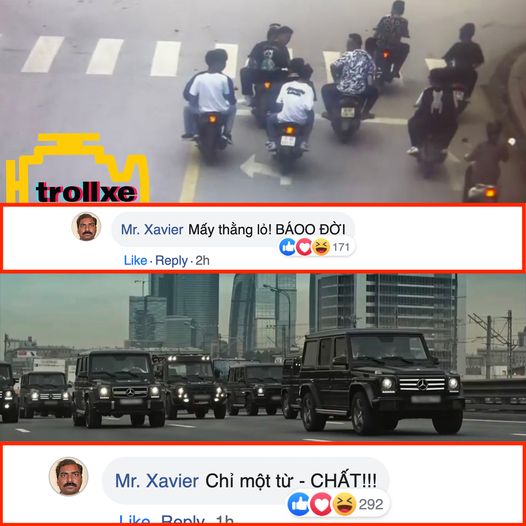 trollxe
Mr. Xavier Mấy thằng lỏ! BÁOO ĐỜI
171
Like · Reply · 2h
Mr. Xavier Chỉ một từ - CHẤT!!!
292
Like Reply 1h